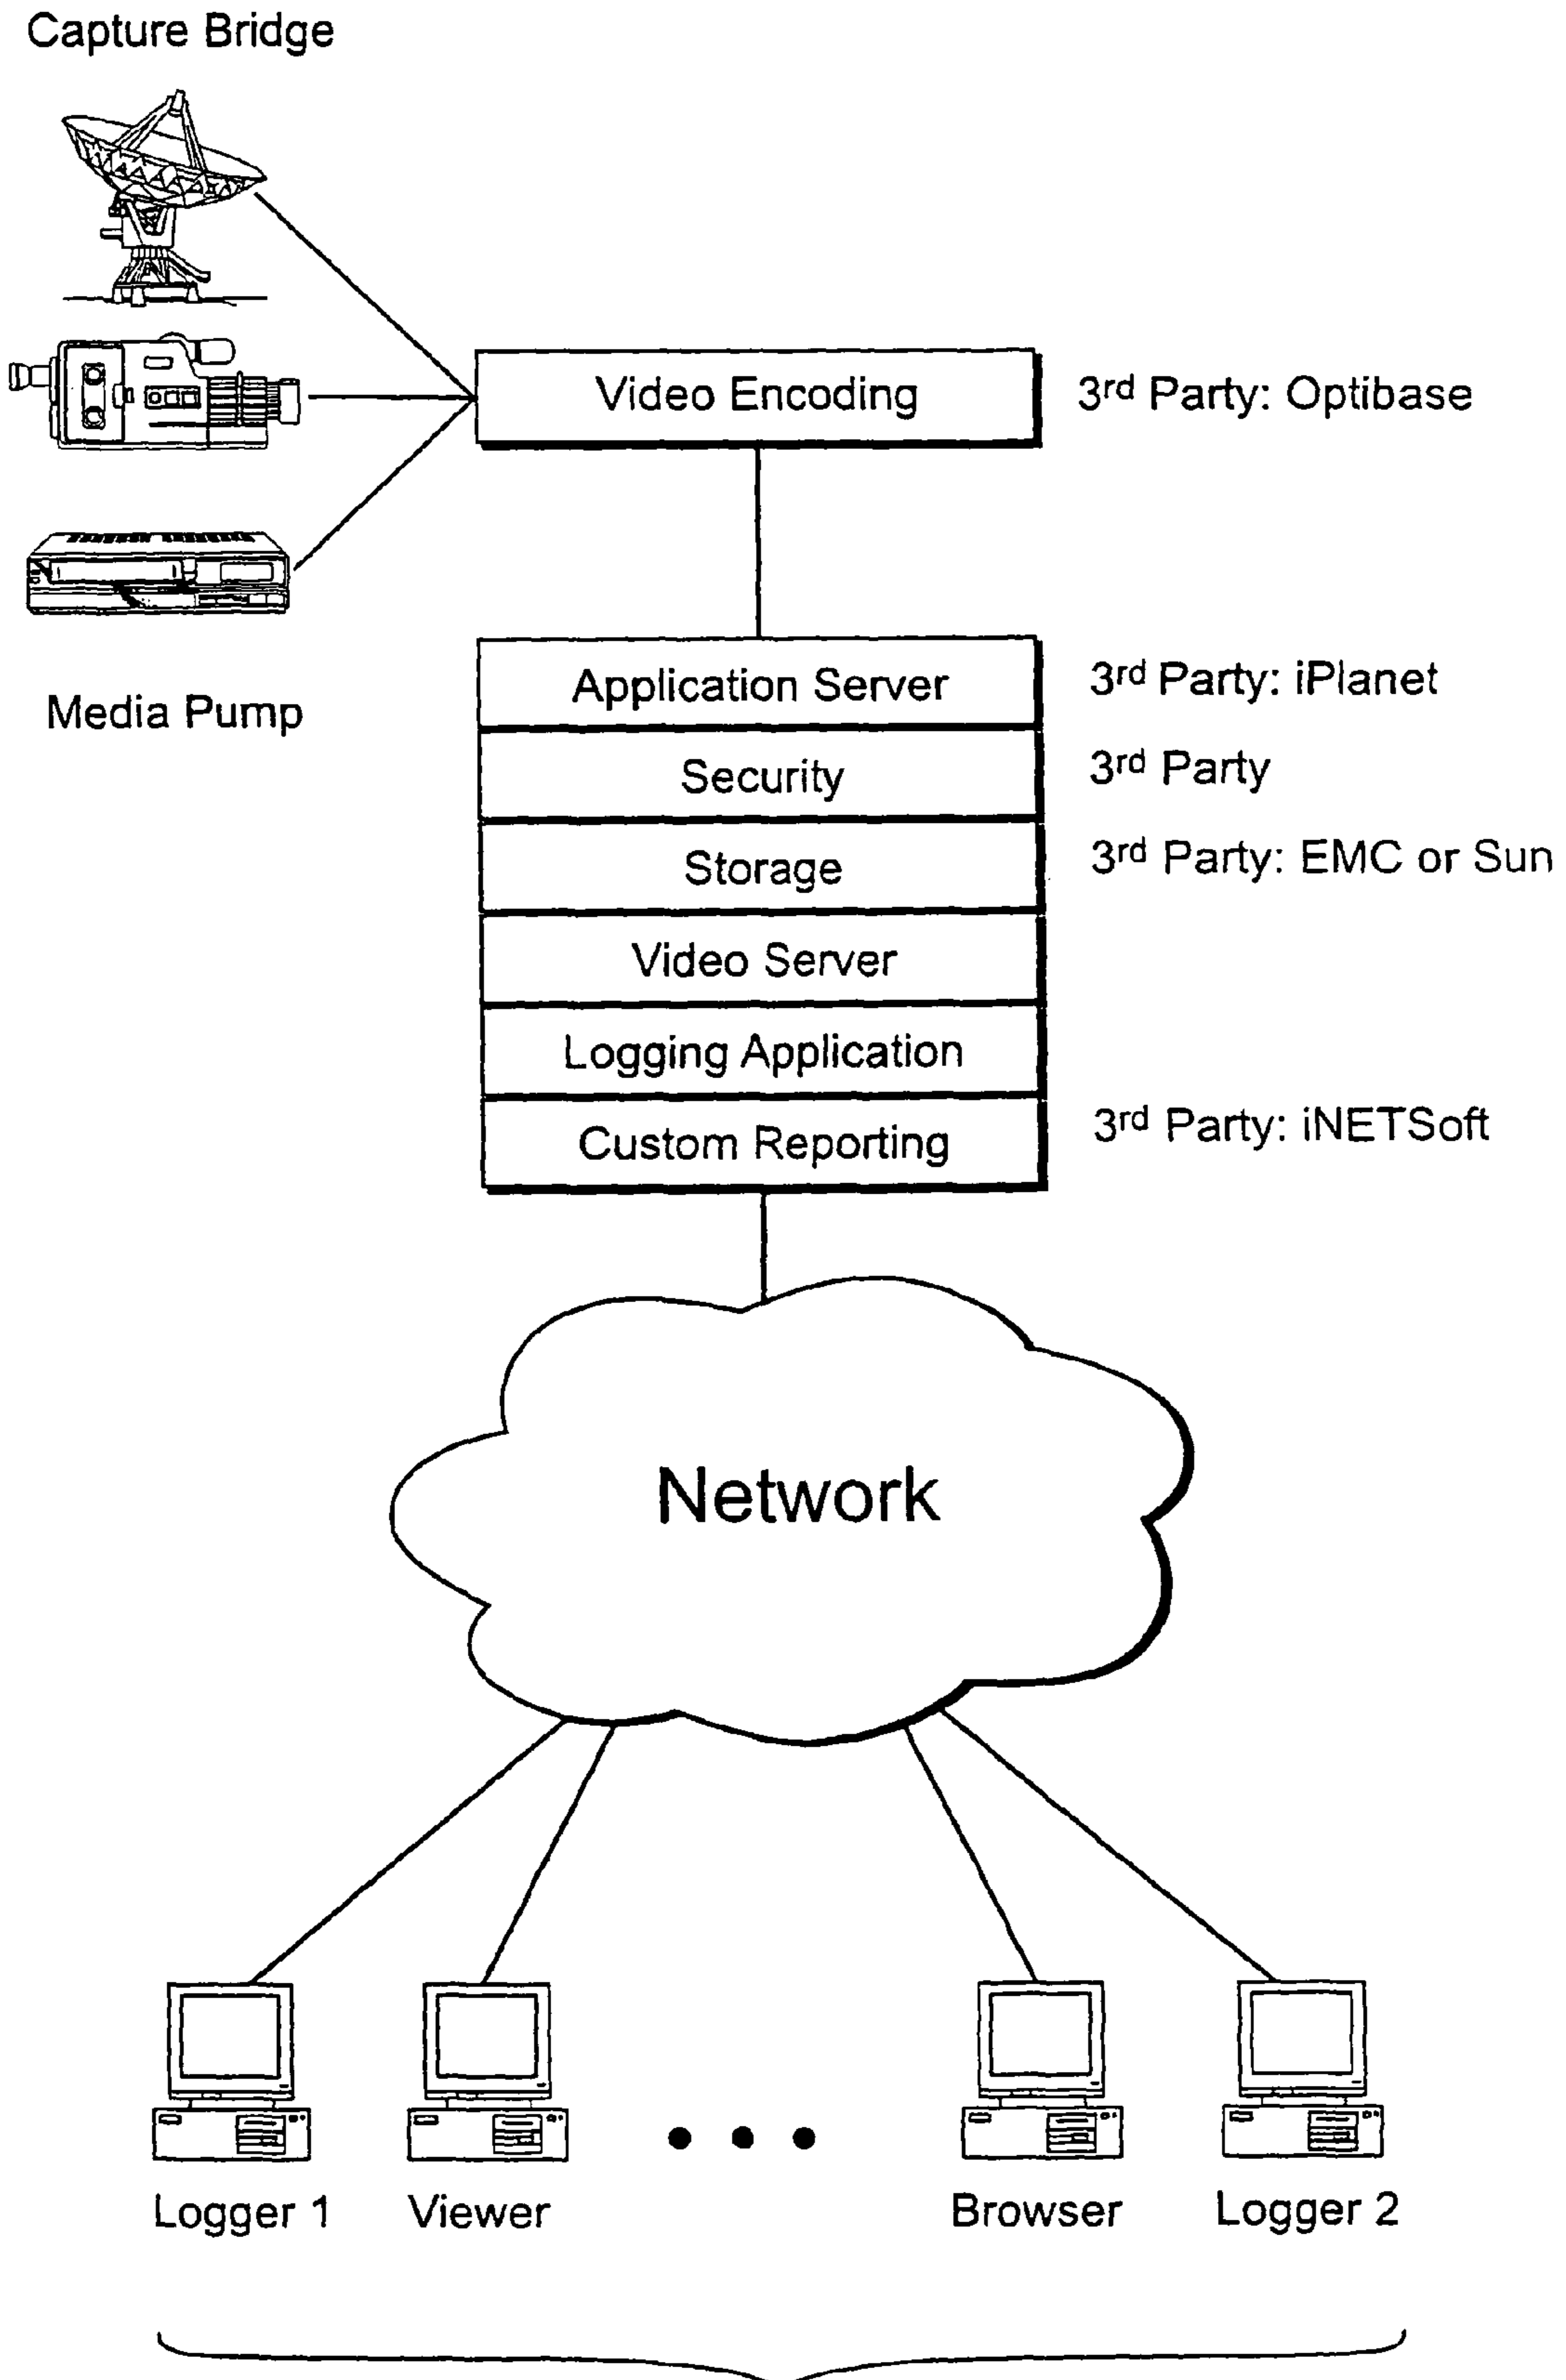 Capture Bridge
Video Encoding
3rd Party: Optibase
Media Pump
Application Server
3rd Party: iPlanet
Security
3rd Party
Storage
3rd Party: EMC or Sun
Video Server
Logging Application
Custom Reporting
3rd Party: iNETSoft
Network
Logger 1
Viewer
Browser
Logger 2